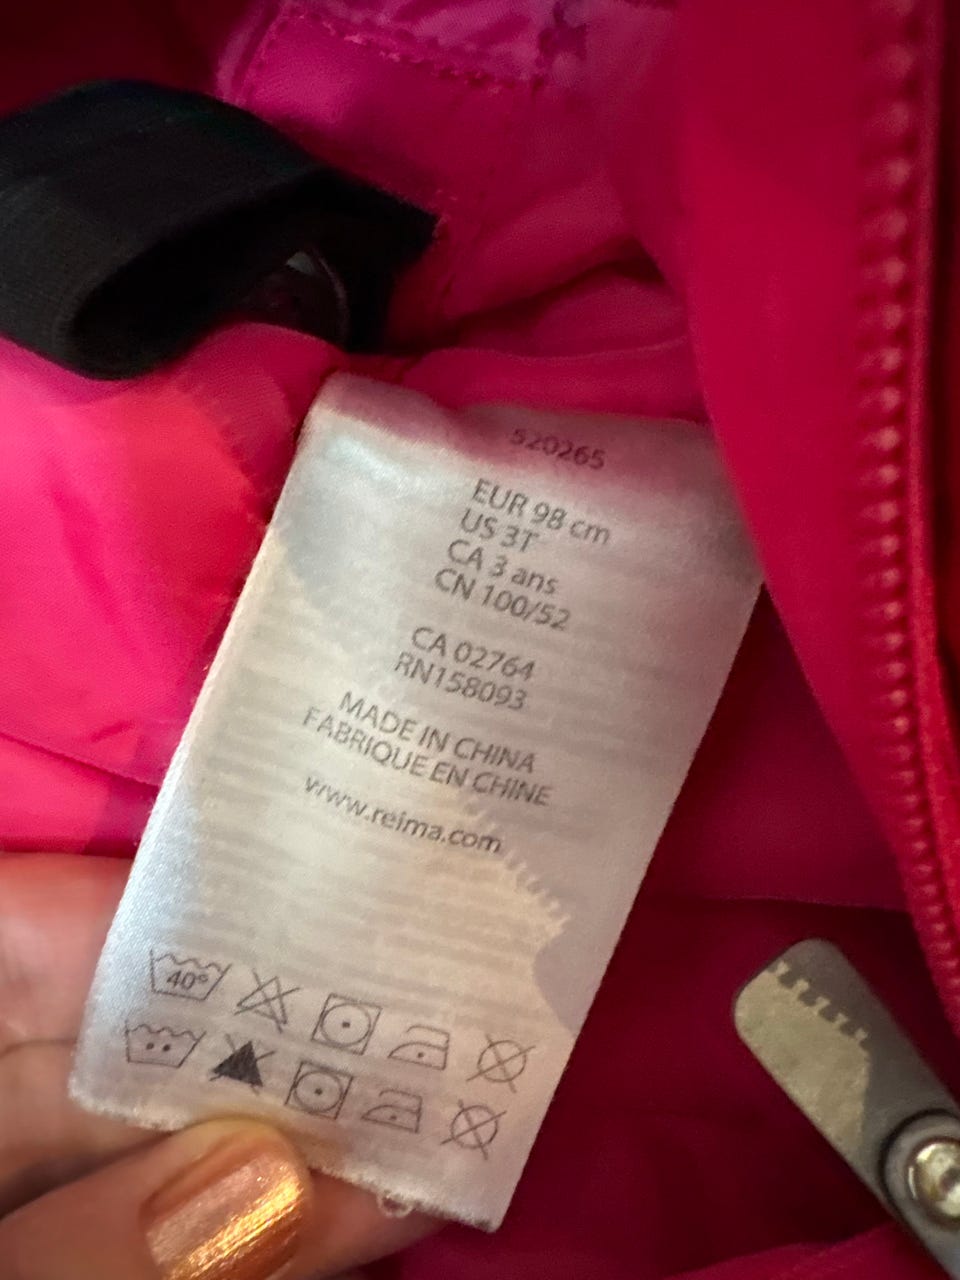 520265
EUR 98 cm
US 3T
CA 3 ans
CN 100/52
CA 02764
RN158093
MADE IN CHINA
FABRIQUE EN CHINE
www.reima.com
40°